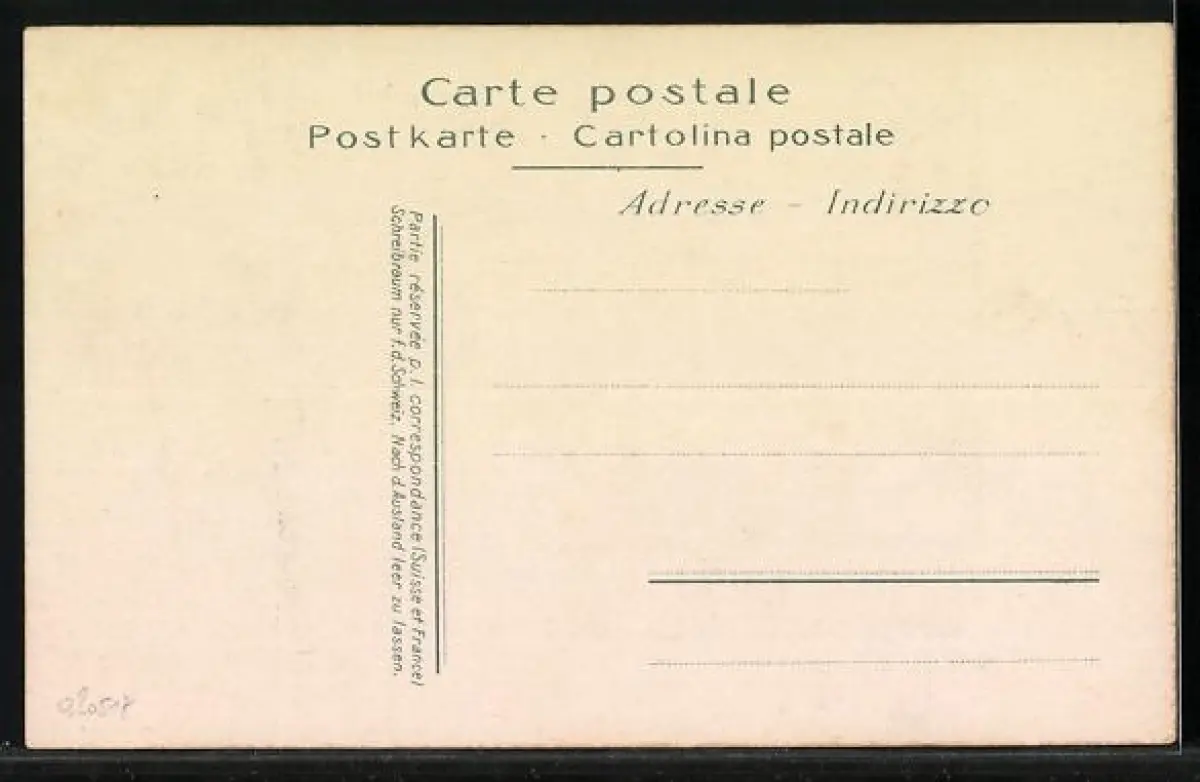 Carte postale
Postkarte · Cartolina postale
Adresse - Indirizzo
Partie réservée p. l. correspondance (Suisse et France)
Schreibraum nur f. d. Schweiz. Nach d. Ausland leer zu lassen.